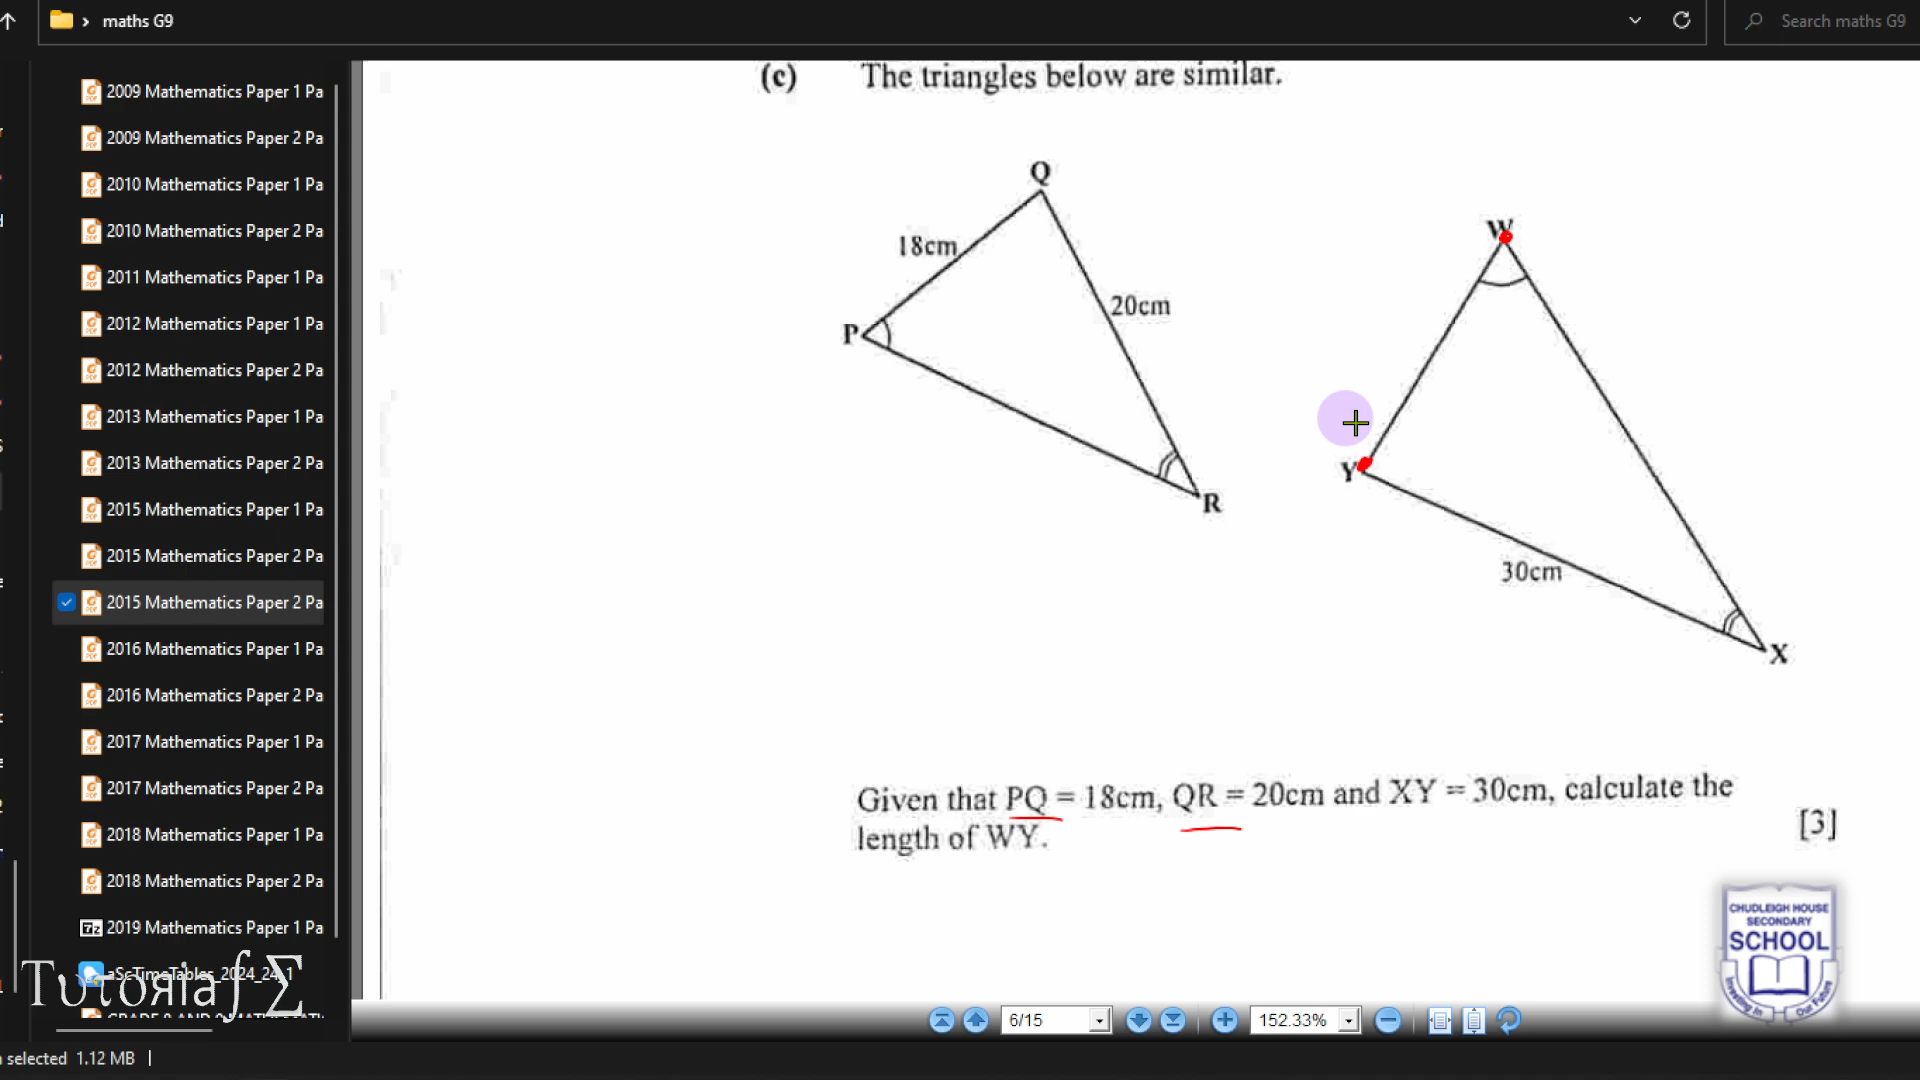 maths G9
Search maths G9
2009 Mathematics Paper 1 Pa
2009 Mathematics Paper 2 Pa
2010 Mathematics Paper 1 Pa
2010 Mathematics Paper 2 Pa
2011 Mathematics Paper 1 Pa
2012 Mathematics Paper 1 Pa
2012 Mathematics Paper 2 Pa
2013 Mathematics Paper 1 Pa
2013 Mathematics Paper 2 Pa
2015 Mathematics Paper 1 Pa
2015 Mathematics Paper 2 Pa
2015 Mathematics Paper 2 Pa
2016 Mathematics Paper 1 Pa
2016 Mathematics Paper 2 Pa
2017 Mathematics Paper 1 Pa
2017 Mathematics Paper 2 Pa
2018 Mathematics Paper 1 Pa
2018 Mathematics Paper 2 Pa
2019 Mathematics Paper 1 Pa
aScTimeTables_2024_24_1
selected 1.12 MB
(c) The triangles below are similar.
Q
18cm
20cm
P
R
W
Y
30cm
X
Given that PQ = 18cm, QR = 20cm and XY = 30cm, calculate the
length of WY.
[3]
CHUDLEIGH HOUSE
SECONDARY
SCHOOL
Investing In Our Future
6/15
152.33%